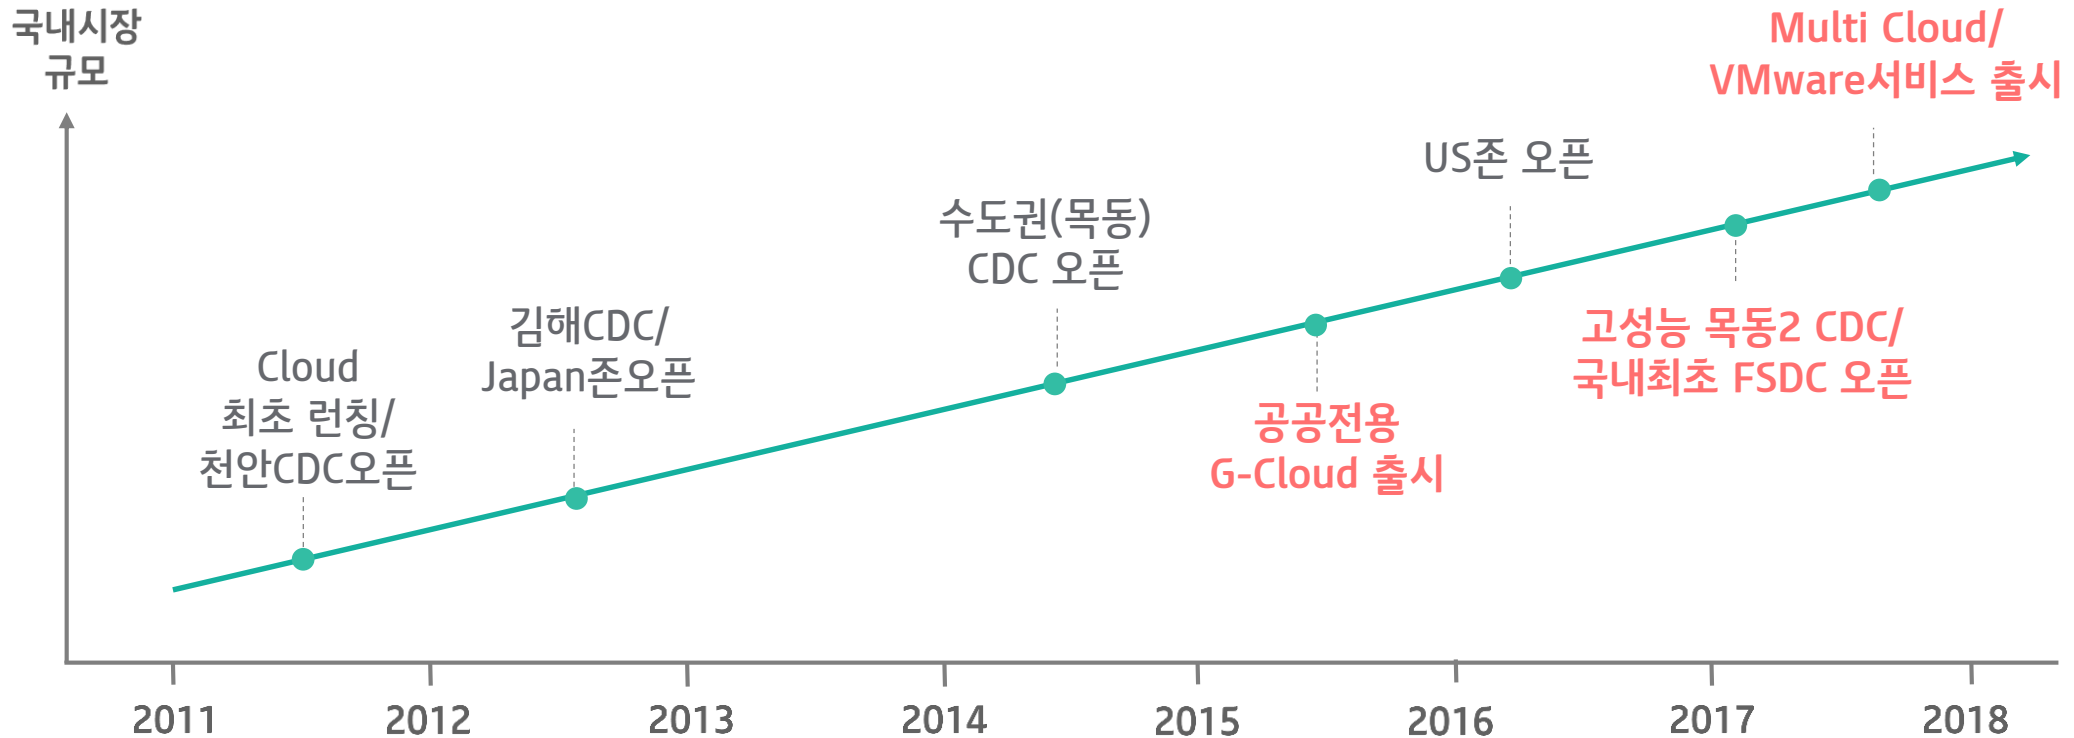 국내시장
규모
Cloud
최초 런칭/
천안CDC오픈
김해CDC/
Japan존오픈
수도권(목동)
CDC 오픈
공공전용
G-Cloud 출시
US존 오픈
고성능 목동2 CDC/
국내최초 FSDC 오픈
Multi Cloud/
VMware서비스 출시
2011
2012
2013
2014
2015
2016
2017
2018